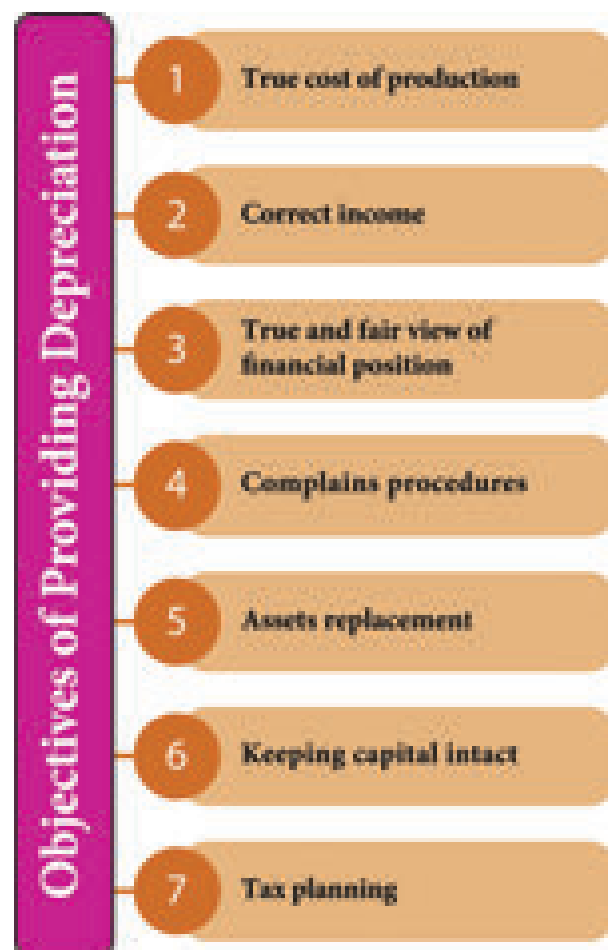 Objectives of Providing Depreciation
1
True cost of production
2
Correct income
3
True and fair view of
financial position
4
Complains procedures
5
Assets replacement
6
Keeping capital intact
7
Tax planning